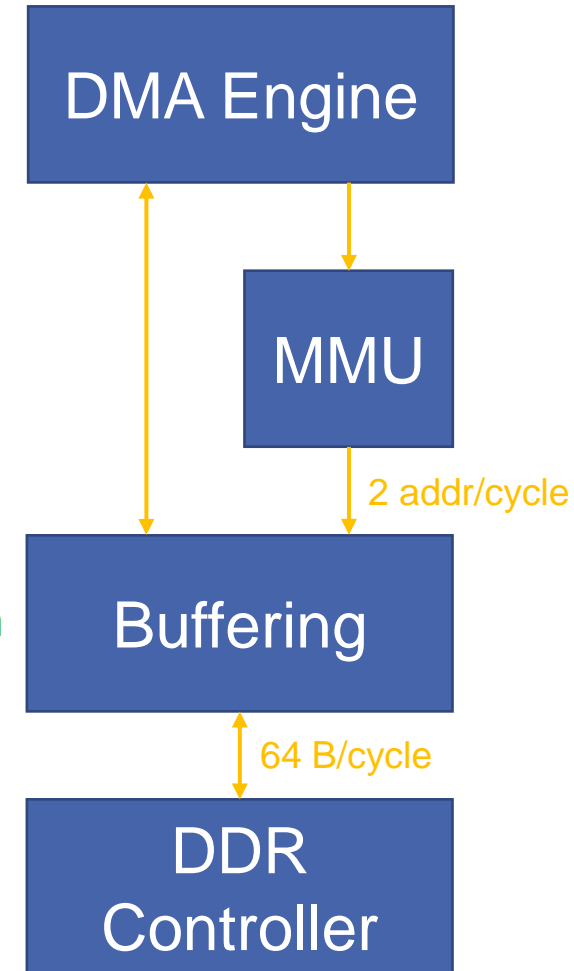 DMA Engine
MMU
2 addr/cycle
Buffering
64 B/cycle
DDR
Controller